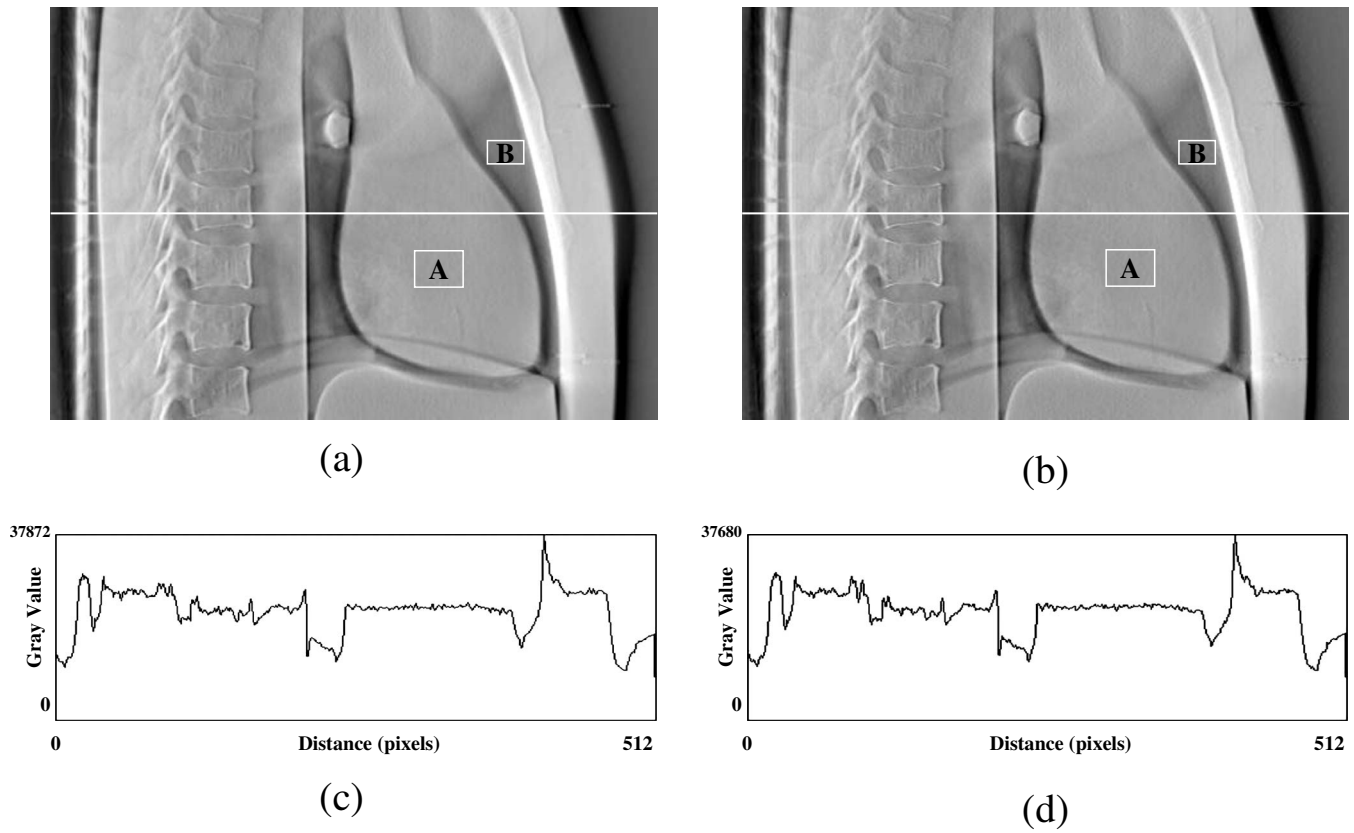 B
B
A
A
(a)
(b)
37872
Gray Value
0
0
Distance (pixels)
512
37680
Gray Value
0
0
Distance (pixels)
512
(c)
(d)